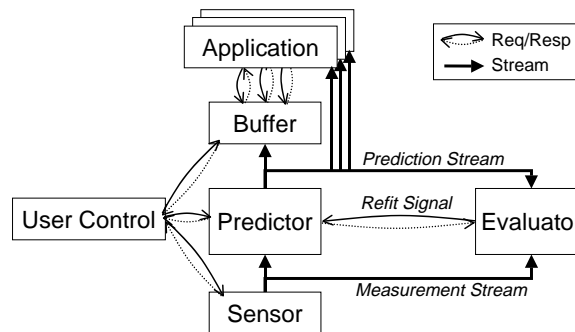 Application
Req/Resp
Stream
Buffer
Prediction Stream
User Control
Predictor
Refit Signal
Evaluato
Measurement Stream
Sensor